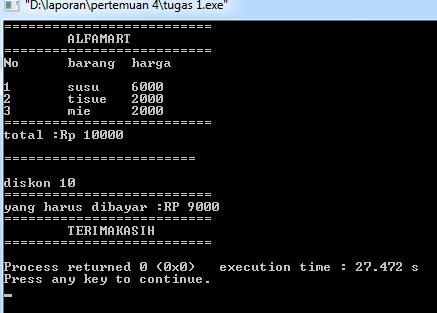 "D:\laporan\pertemuan 4\tugas 1.exe"
==========================
ALFAMART
==========================
No barang harga
1 susu 6000
2 tisue 2000
3 mie 2000
==========================
total :Rp 10000
========================
diskon 10
==========================
yang harus dibayar :RP 9000
==========================
TERIMAKASIH
==========================
Process returned 0 (0x0) execution time : 27.472 s
Press any key to continue.